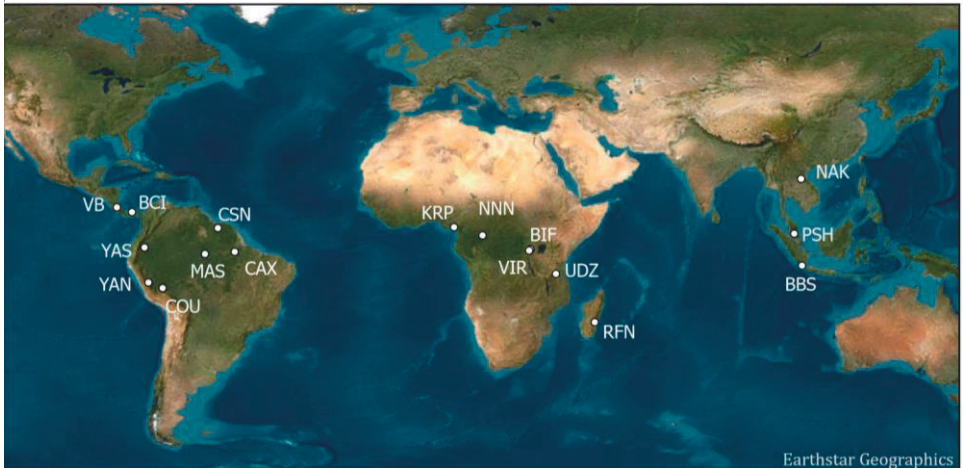 VB
BCI
CSN
YAS
MAS
CAX
YAN
COU
KRP
NNN
BIF
VIR
UDZ
RFN
NAK
PSH
BBS
Earthstar Geographics